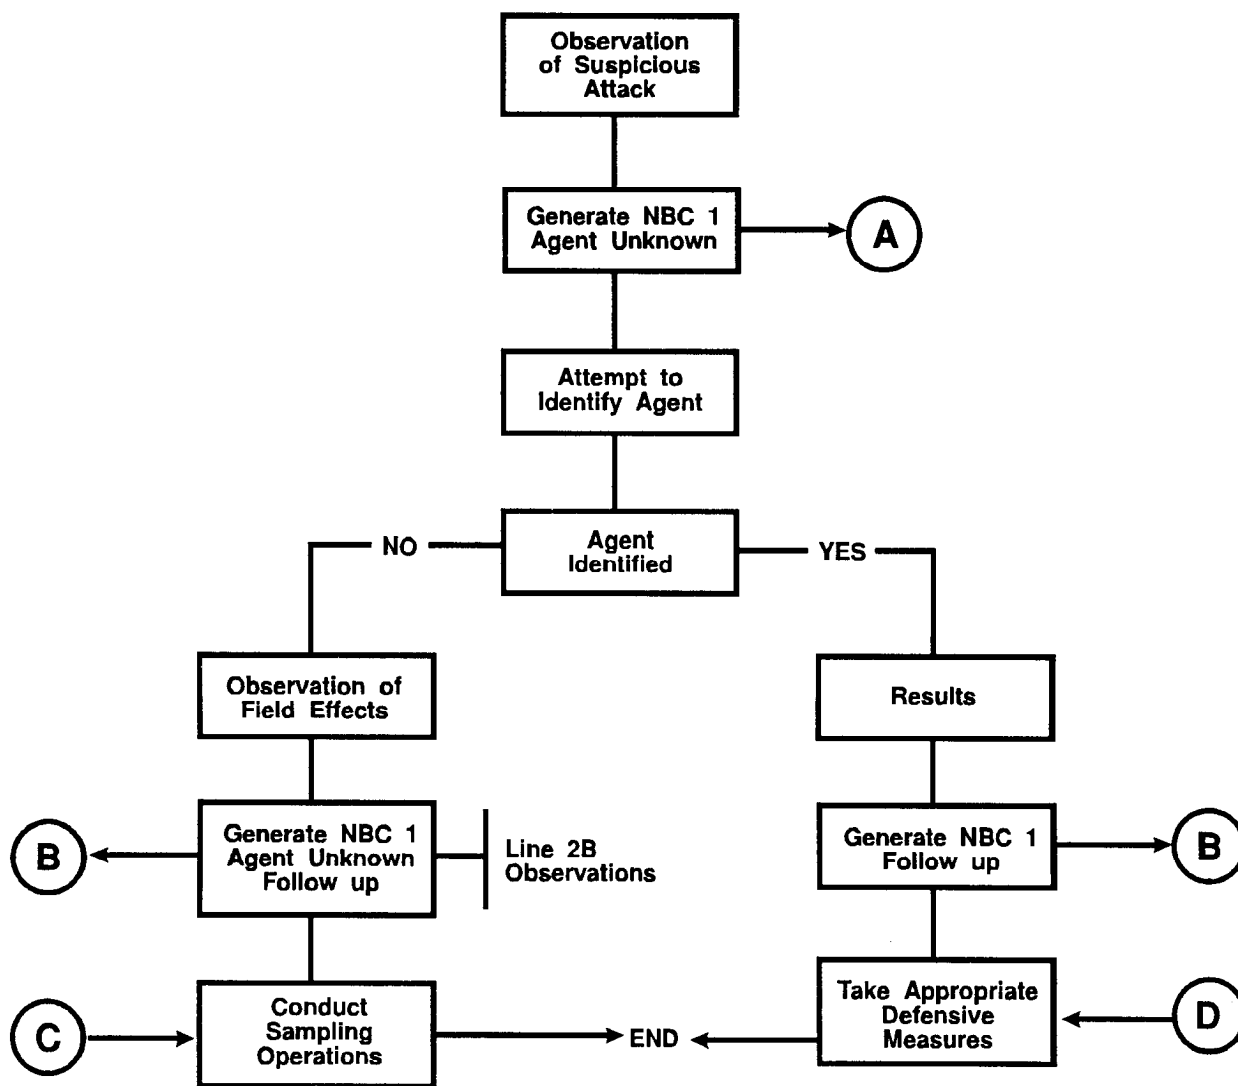 Observation
of Suspicious
Attack
Generate NBC 1
Agent Unknown
A
Attempt to
Identify Agent
NO
Agent
Identified
YES
Observation of
Field Effects
Results
B
Generate NBC 1
Agent Unknown
Follow up
Line 2B
Observations
Generate NBC 1
Follow up
B
C
Conduct
Sampling
Operations
END
Take Appropriate
Defensive
Measures
D